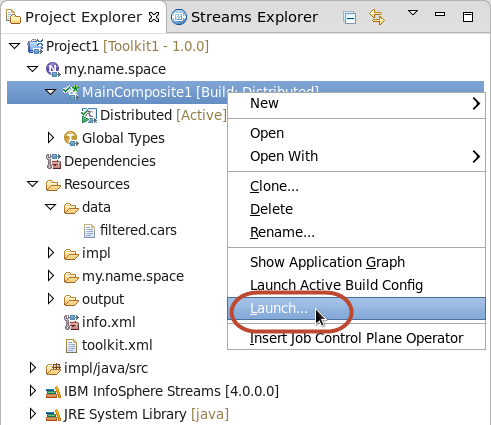 Project Explorer
Streams Explorer
Project1 [Toolkit1 - 1.0.0]
my.name.space
MainComposite1 [Build: Distributed]
Distributed [Active]
Global Types
Dependencies
Resources
data
filtered.cars
impl
my.name.space
output
info.xml
toolkit.xml
impl/java/src
IBM InfoSphere Streams [4.0.0.0]
JRE System Library [java]
New
Open
Open With
Clone...
Delete
Rename...
Show Application Graph
Launch Active Build Config
Launch...
Insert Job Control Plane Operator